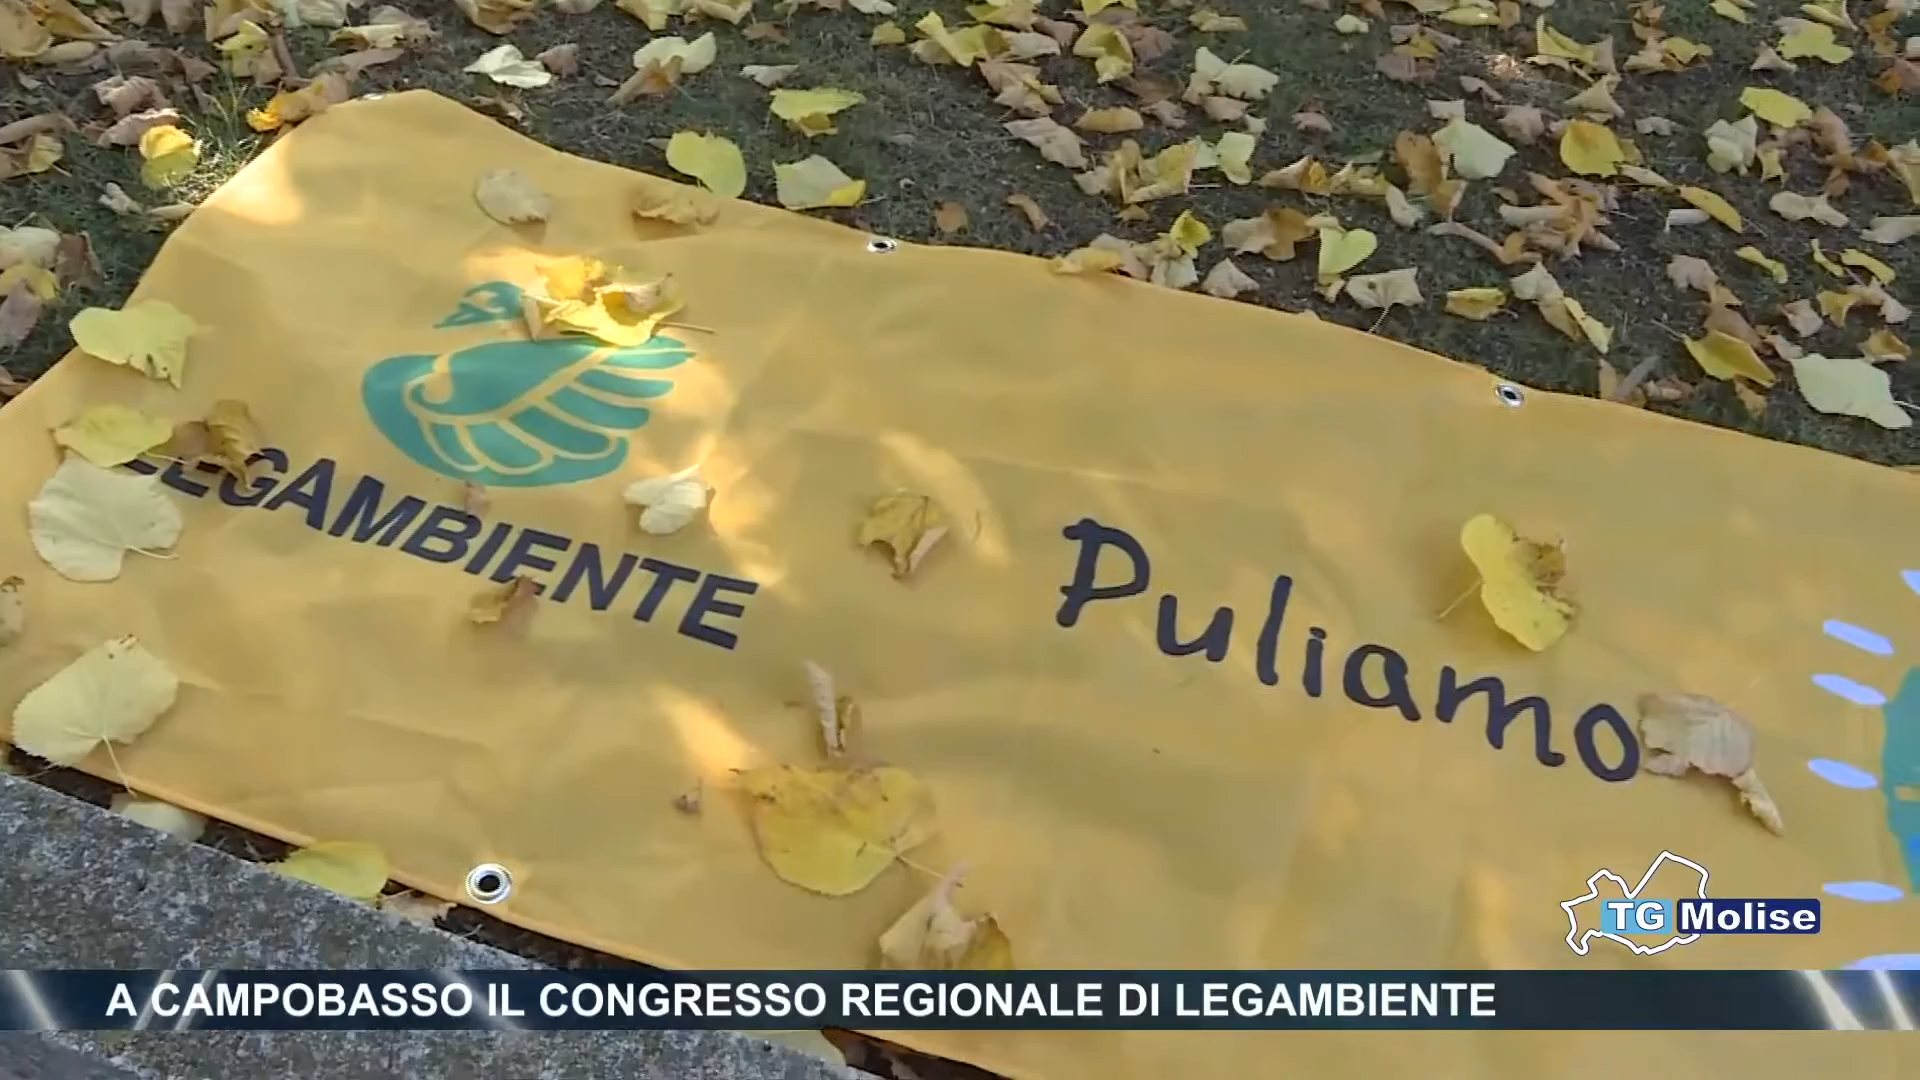 LEGAMBIENTE
Puliamo
TG Molise
A CAMPOBASSO IL CONGRESSO REGIONALE DI LEGAMBIENTE